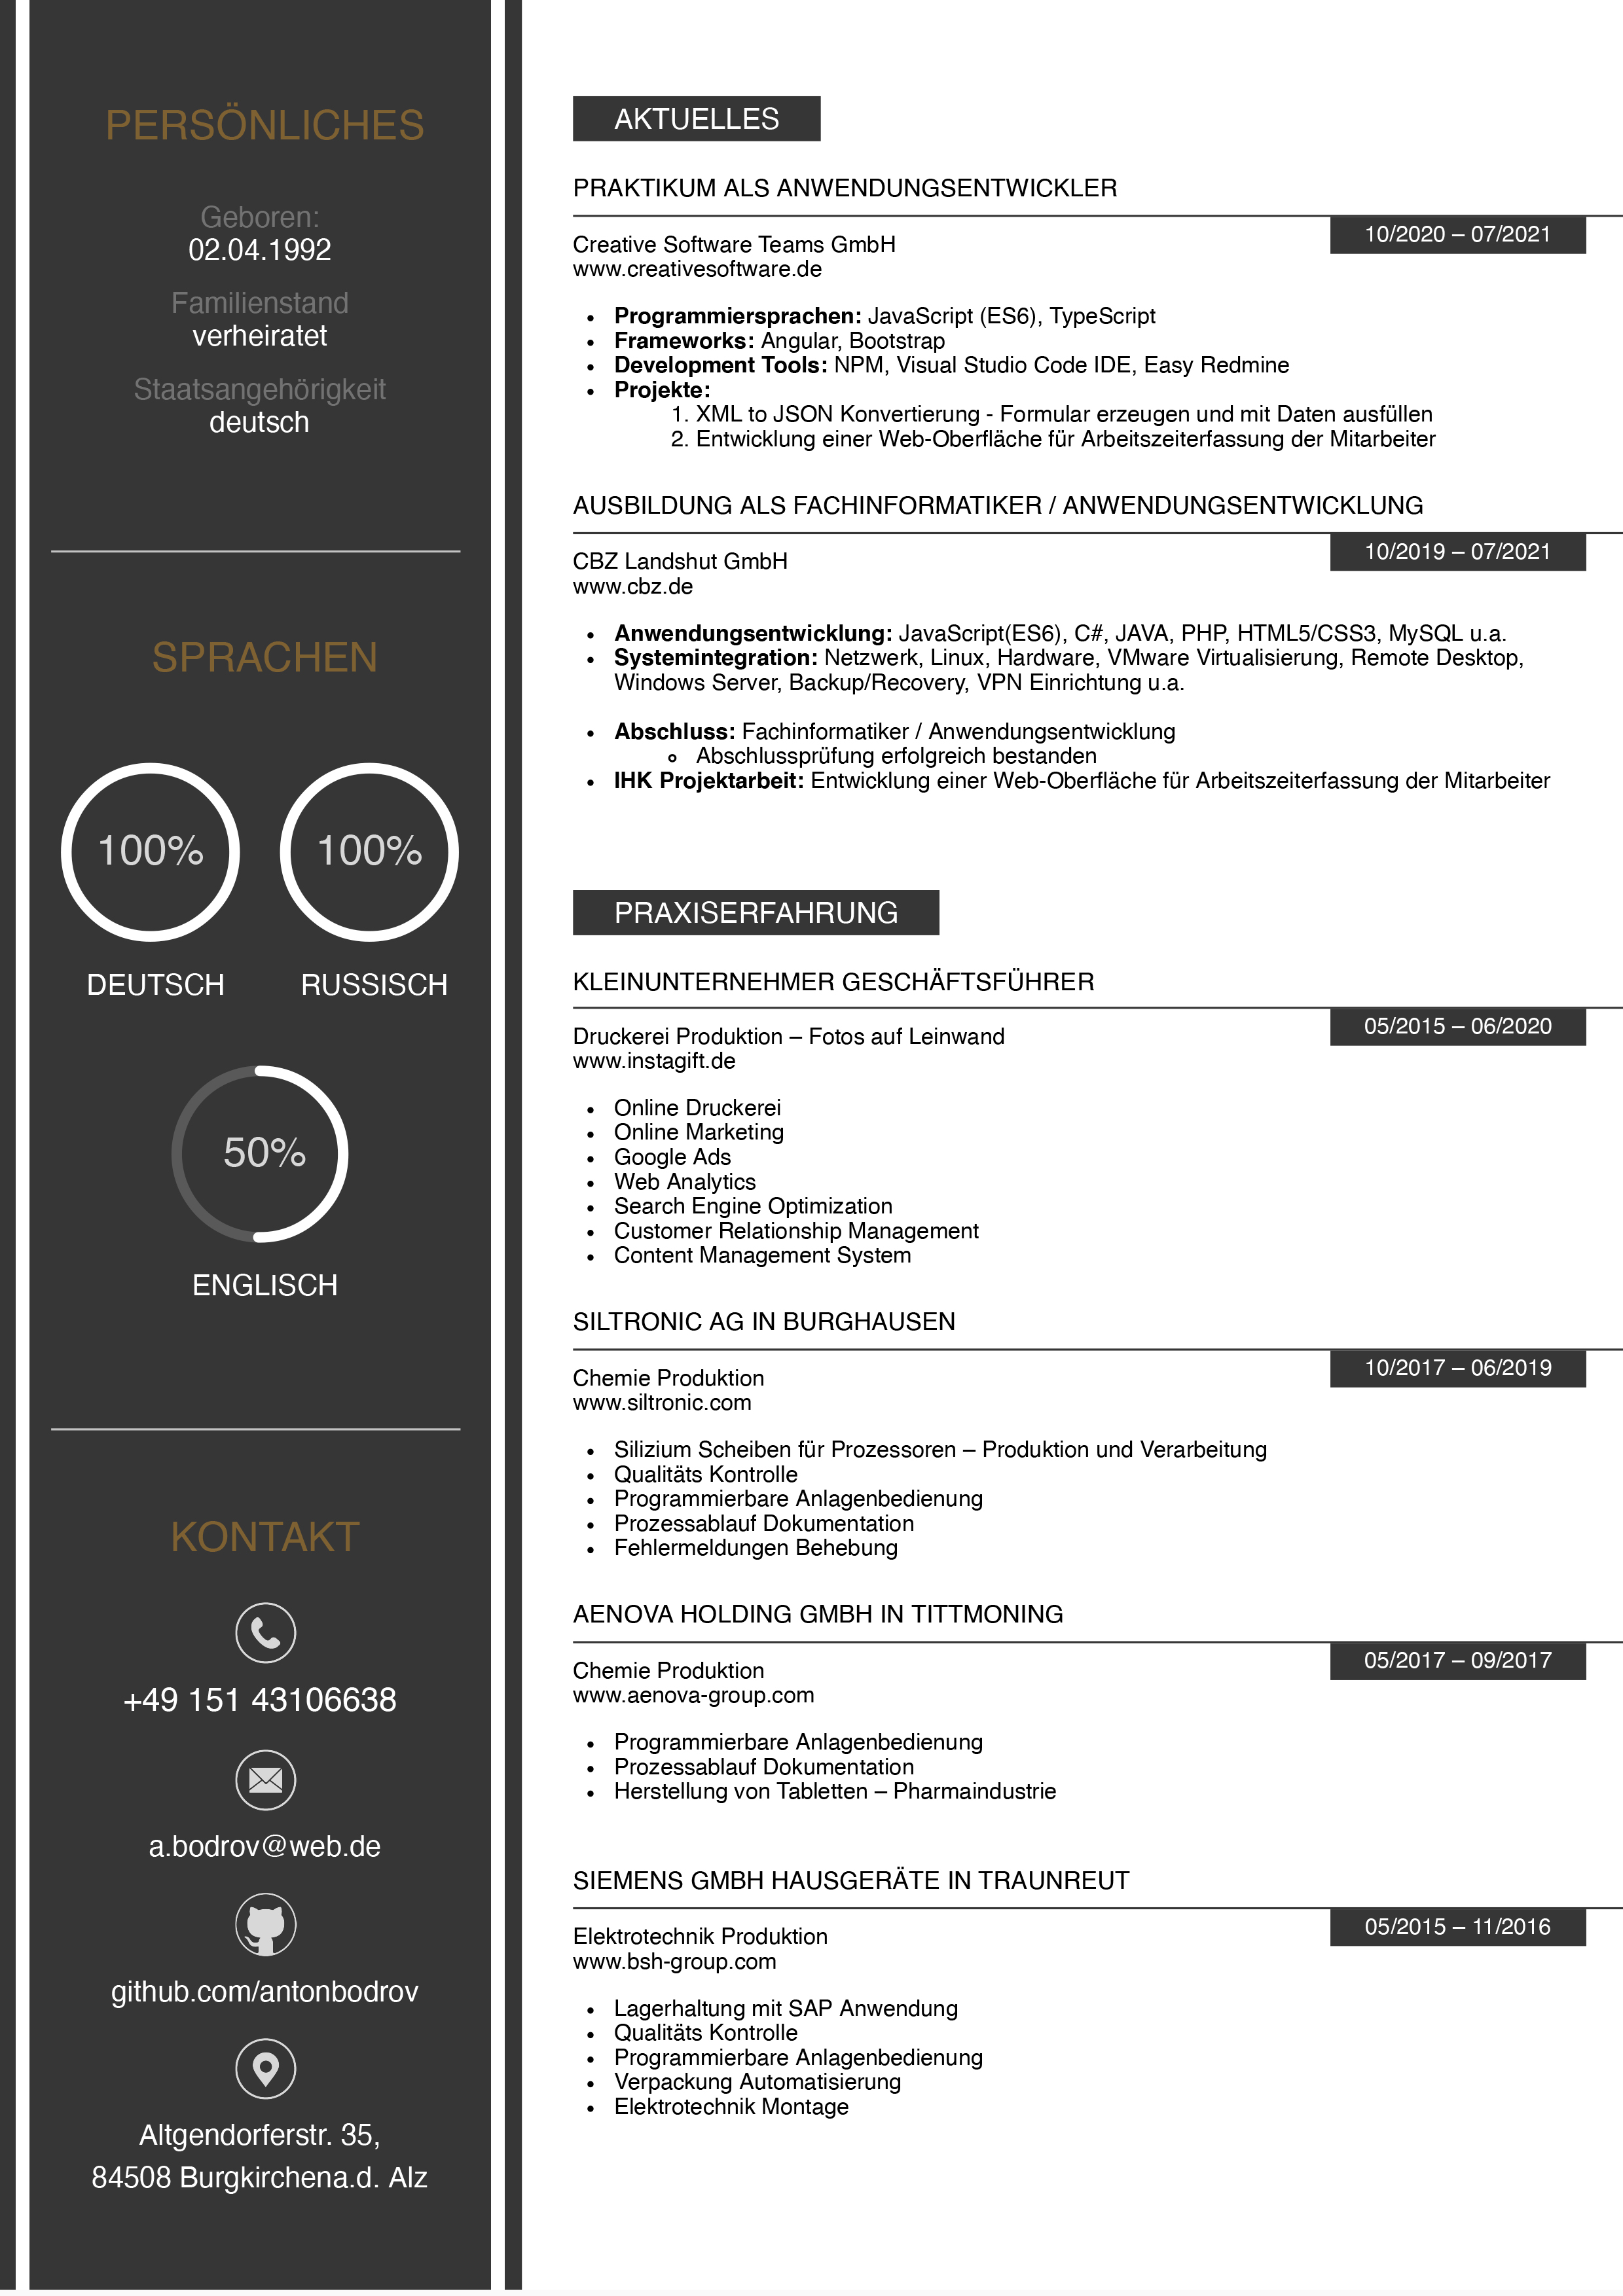 PERSÖNLICHES
Geboren:
02.04.1992
Familienstand
verheiratet
Staatsangehörigkeit
deutsch
SPRACHEN
100%
100%
DEUTSCH
RUSSISCH
50%
ENGLISCH
KONTAKT
+49 151 43106638
a.bodrov@web.de
github.com/antonbodrov
Altgendorferstr. 35,
84508 Burgkirchena.d. Alz
AKTUELLES
PRAKTIKUM ALS ANWENDUNGSENTWICKLER
10/2020 – 07/2021
Creative Software Teams GmbH
www.creativesoftware.de
• Programmiersprachen: JavaScript (ES6), TypeScript
• Frameworks: Angular, Bootstrap
• Development Tools: NPM, Visual Studio Code IDE, Easy Redmine
• Projekte:
1. XML to JSON Konvertierung - Formular erzeugen und mit Daten ausfüllen
2. Entwicklung einer Web-Oberfläche für Arbeitszeiterfassung der Mitarbeiter
AUSBILDUNG ALS FACHINFORMATIKER / ANWENDUNGSENTWICKLUNG
10/2019 – 07/2021
CBZ Landshut GmbH
www.cbz.de
• Anwendungsentwicklung: JavaScript(ES6), C#, JAVA, PHP, HTML5/CSS3, MySQL u.a.
• Systemintegration: Netzwerk, Linux, Hardware, VMware Virtualisierung, Remote Desktop,
Windows Server, Backup/Recovery, VPN Einrichtung u.a.
• Abschluss: Fachinformatiker / Anwendungsentwicklung
o Abschlussprüfung erfolgreich bestanden
• IHK Projektarbeit: Entwicklung einer Web-Oberfläche für Arbeitszeiterfassung der Mitarbeiter
PRAXISERFAHRUNG
KLEINUNTERNEHMER GESCHÄFTSFÜHRER
05/2015 – 06/2020
Druckerei Produktion – Fotos auf Leinwand
www.instagift.de
• Online Druckerei
• Online Marketing
• Google Ads
• Web Analytics
• Search Engine Optimization
• Customer Relationship Management
• Content Management System
SILTRONIC AG IN BURGHAUSEN
10/2017 – 06/2019
Chemie Produktion
www.siltronic.com
• Silizium Scheiben für Prozessoren – Produktion und Verarbeitung
• Qualitäts Kontrolle
• Programmierbare Anlagenbedienung
• Prozessablauf Dokumentation
• Fehlermeldungen Behebung
AENOVA HOLDING GMBH IN TITTMONING
05/2017 – 09/2017
Chemie Produktion
www.aenova-group.com
• Programmierbare Anlagenbedienung
• Prozessablauf Dokumentation
• Herstellung von Tabletten – Pharmaindustrie
SIEMENS GMBH HAUSGERÄTE IN TRAUNREUT
05/2015 – 11/2016
Elektrotechnik Produktion
www.bsh-group.com
• Lagerhaltung mit SAP Anwendung
• Qualitäts Kontrolle
• Programmierbare Anlagenbedienung
• Verpackung Automatisierung
• Elektrotechnik Montage